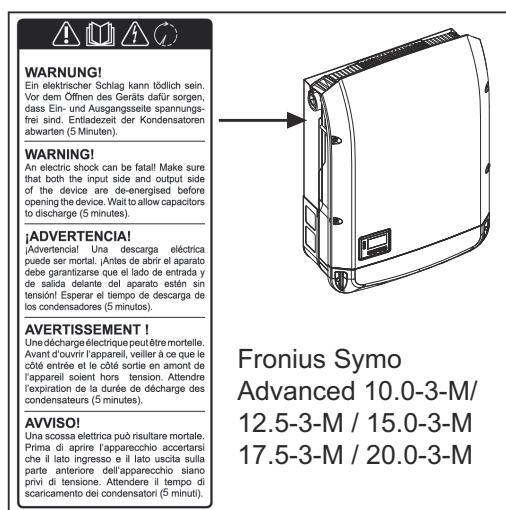 WARNUNG!
Ein elektrischer Schlag kann tödlich sein.
Vor dem Öffnen des Geräts dafür sorgen,
dass Ein- und Ausgangsseite spannungs-
frei sind. Entladezeit der Kondensatoren
abwarten (5 Minuten).
WARNING!
An electric shock can be fatal! Make sure
that both the input side and output side
of the device are de-energised before
opening the device. Wait to allow capacitors
to discharge (5 minutes).
¡ADVERTENCIA!
¡Advertencia! Una descarga eléctrica
puede ser mortal. ¡Antes de abrir el aparato
debe garantizarse que el lado de entrada y
de salida delante del aparato estén sin
tensión! Esperar el tiempo de descarga de
los condensadores (5 minutos).
AVERTISSEMENT !
Une décharge électrique peut être mortelle.
Avant d'ouvrir l'appareil, veiller à ce que le
côté entrée et le côté sortie en amont de
l'appareil soient hors tension. Attendre
l'expiration de la durée de décharge des
condensateurs (5 minutes).
AVVISO!
Una scossa elettrica può risultare mortale.
Prima di aprire l'apparecchio accertarsi
che il lato ingresso e il lato uscita sulla
parte anteriore dell'apparecchio siano
privi di tensione. Attendere il tempo di
scaricamento dei condensatori (5 minuti).
Fronius Symo
Advanced 10.0-3-M/
12.5-3-M / 15.0-3-M
17.5-3-M / 20.0-3-M